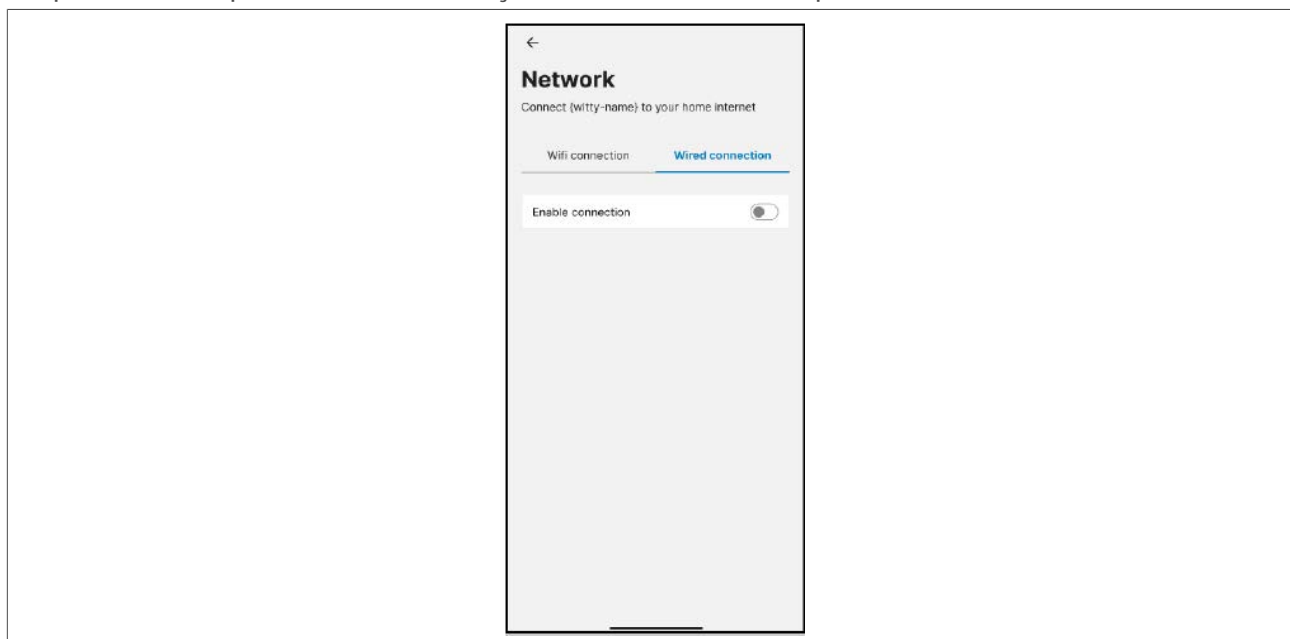 ←
Network
Connect {witty-name} to your home internet
Wifi connection
Wired connection
Enable connection